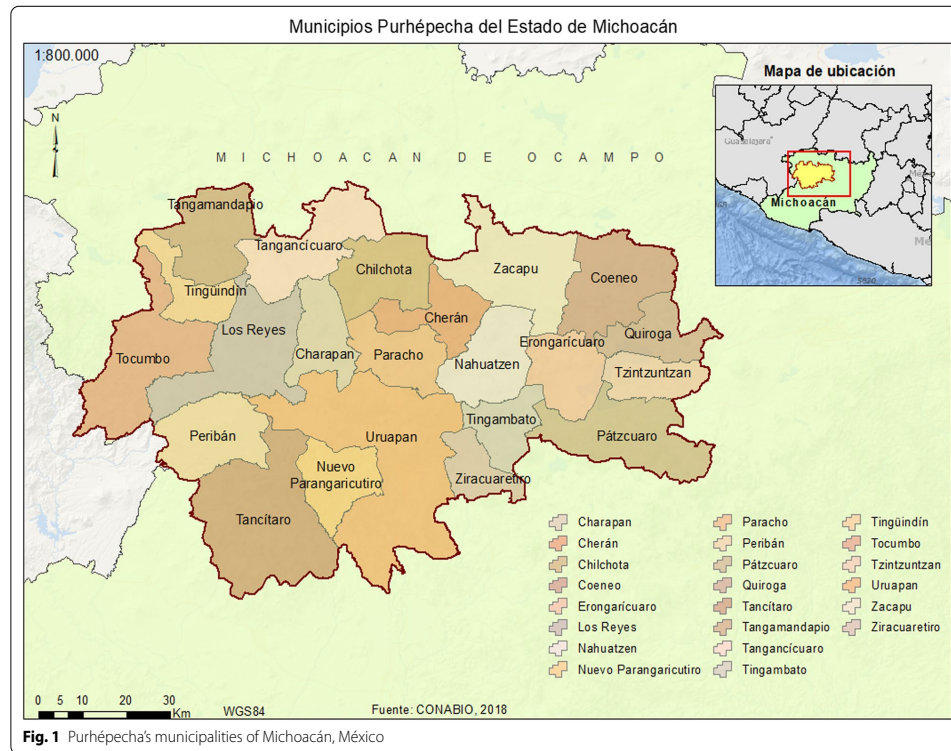 Municipios Purhépecha del Estado de Michoacán
1:800.000
Mapa de ubicación
N
Guadalajara
México
Michoacán
MICHOACAN DE OCAMPO
Tangamandapio
Tangancícuaro
Chilchota
Zacapu
Coeneo
Tingüindín
Cherán
Los Reyes
Quiroga
Erongarícuaro
Tocumbo
Charapan
Paracho
Nahuatzen
Tzintzuntzan
Tingambato
Peribán
Uruapan
Pátzcuaro
Nuevo
Parangaricutiro
Ziracuaretiro
Tancítaro
Charapan
Cherán
Chilchota
Coeneo
Erongarícuaro
Los Reyes
Nahuatzen
Nuevo Parangaricutiro
Paracho
Peribán
Pátzcuaro
Quiroga
Tancítaro
Tangamandapio
Tangancícuaro
Tingambato
Tingüindín
Tocumbo
Tzintzuntzan
Uruapan
Zacapu
Ziracuaretiro
0 5 10 20 30
Km
WGS84
Fuente: CONABIO, 2018
Fig. 1 Purhépecha's municipalities of Michoacán, México